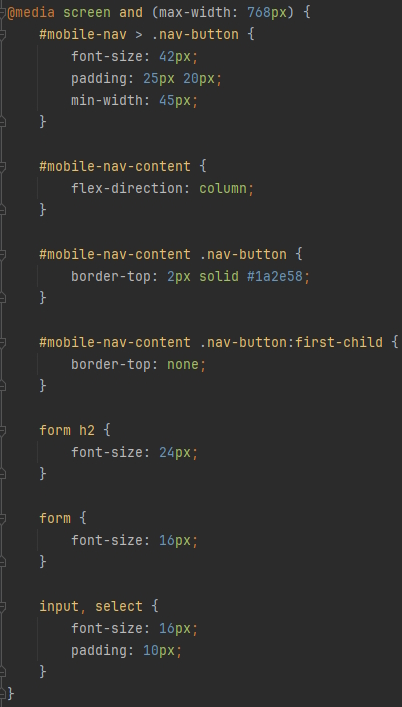 @media screen and (max-width: 768px) {
    #mobile-nav > .nav-button {
        font-size: 42px;
        padding: 25px 20px;
        min-width: 45px;
    }

    #mobile-nav-content {
        flex-direction: column;
    }

    #mobile-nav-content .nav-button {
        border-top: 2px solid #1a2e58;
    }

    #mobile-nav-content .nav-button:first-child {
        border-top: none;
    }

    form h2 {
        font-size: 24px;
    }

    form {
        font-size: 16px;
    }

    input, select {
        font-size: 16px;
        padding: 10px;
    }
}